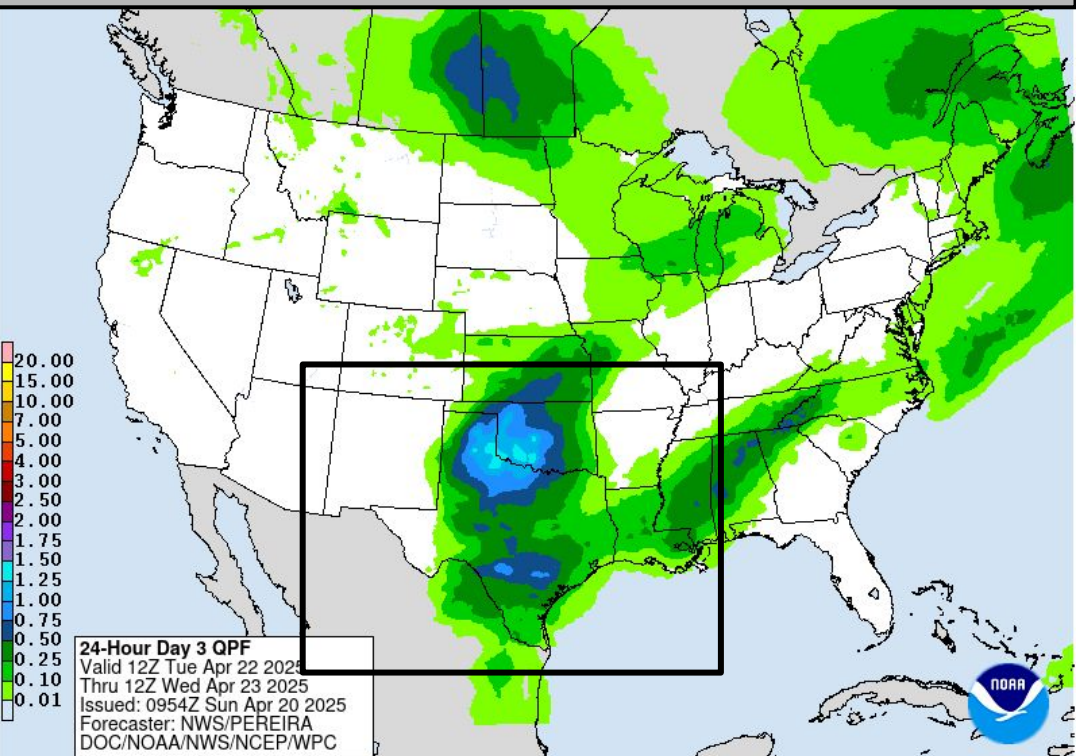 20.00
15.00
10.00
7.00
5.00
4.00
3.00
2.50
2.00
1.75
1.50
1.25
1.00
0.75
0.50
0.25
0.10
0.01
24-Hour Day 3 QPF
Valid 12Z Tue Apr 22 2025
Thru 12Z Wed Apr 23 2025
Issued: 0954Z Sun Apr 20 2025
Forecaster: NWS/PEREIRA
DOC/NOAA/NWS/NCEP/WPC
NOAA